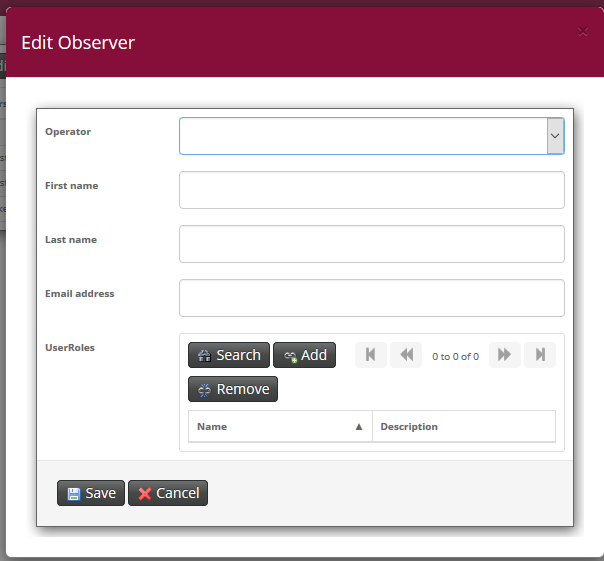 Edit Observer
Operator
First name
Last name
Email address
UserRoles
Search Add 0 to 0 of 0
Remove
Name Description
Save Cancel